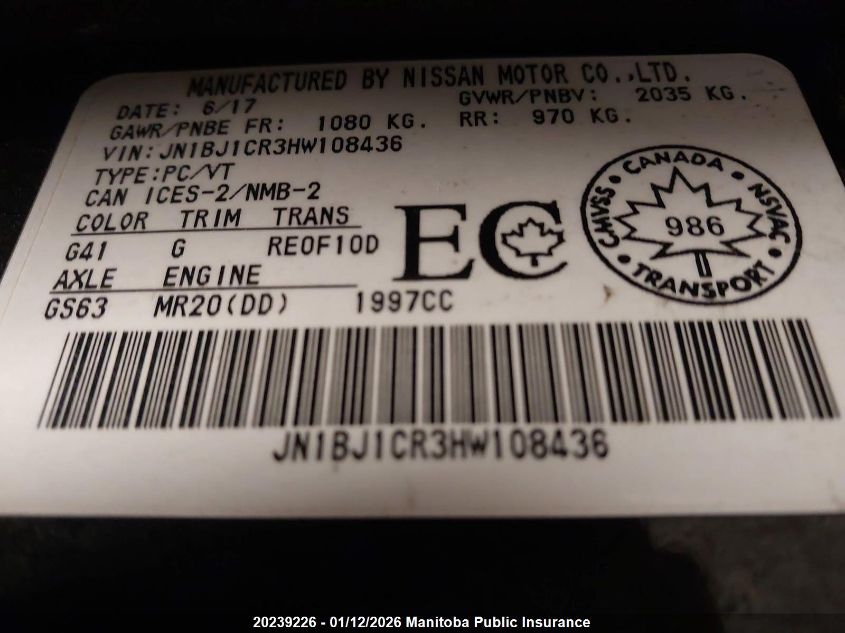 MANUFACTURED BY NISSAN MOTOR CO.,LTD.
DATE: 6/17 GVWR/PNBV: 2035 KG.
GAWR/PNBE FR: 1080 KG. RR: 970 KG.
VIN:JN1BJ1CR3HW108436
TYPE:PC/VT
CAN ICES-2/NMB-2
COLOR TRIM TRANS
G41 G RE0F10D
AXLE ENGINE
GS63 MR20(DD) 1997CC
EC
CANADA
CMVSS 986 NSVAC
TRANSPORT
JN1BJ1CR3HW108436
20239226 - 01/12/2026 Manitoba Public Insurance